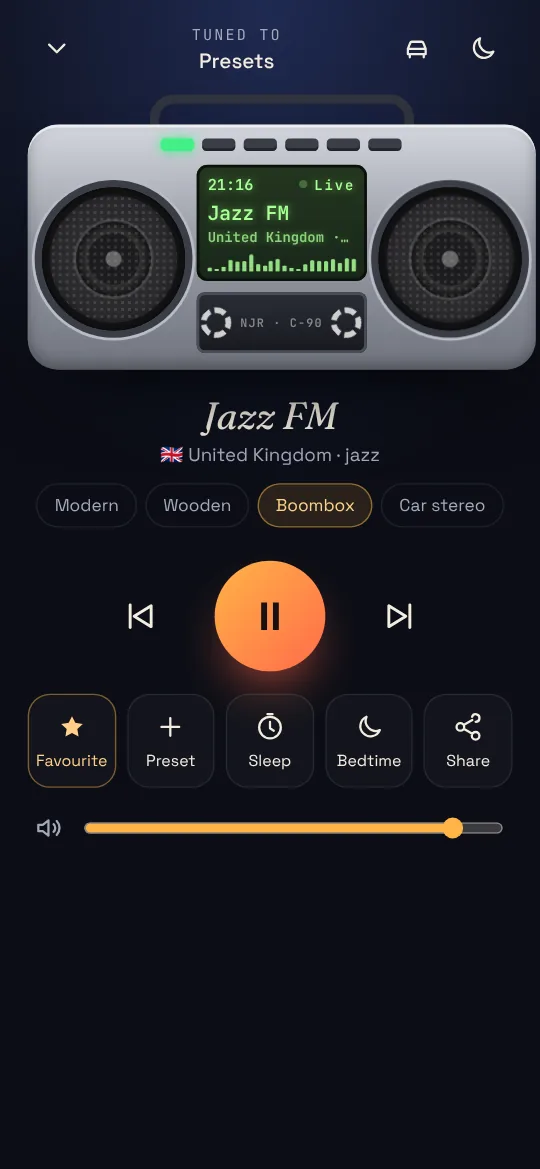 TUNED TO
Presets
21:16 Live
Jazz FM
United Kingdom ·…
NJR · C-90
Jazz FM
🇬🇧 United Kingdom · jazz
Modern Wooden Boombox Car stereo
Favourite Preset Sleep Bedtime Share